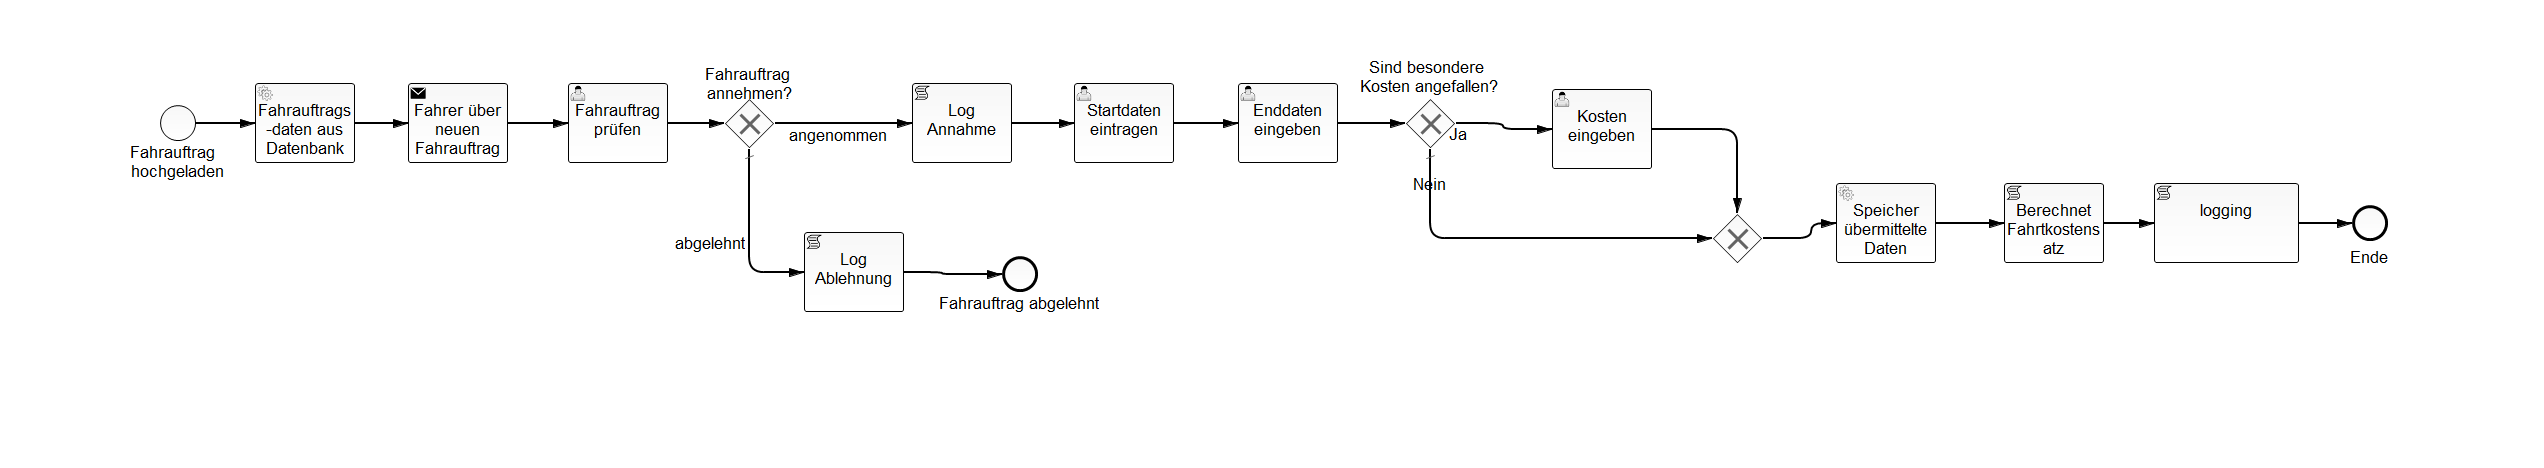 Fahrauftrag
hochgeladen
Fahrauftrags
-daten aus
Datenbank
Fahrer über
neuen
Fahrauftrag
Fahrauftrag
prüfen
Fahrauftrag
annehmen?
angenommen
abgelehnt
Log
Ablehnung
Fahrauftrag abgelehnt
Log
Annahme
Startdaten
eintragen
Enddaten
eingeben
Sind besondere
Kosten angefallen?
Ja
Nein
Kosten
eingeben
Speicher
übermittelte
Daten
Berechnet
Fahrtkostens
atz
logging
Ende